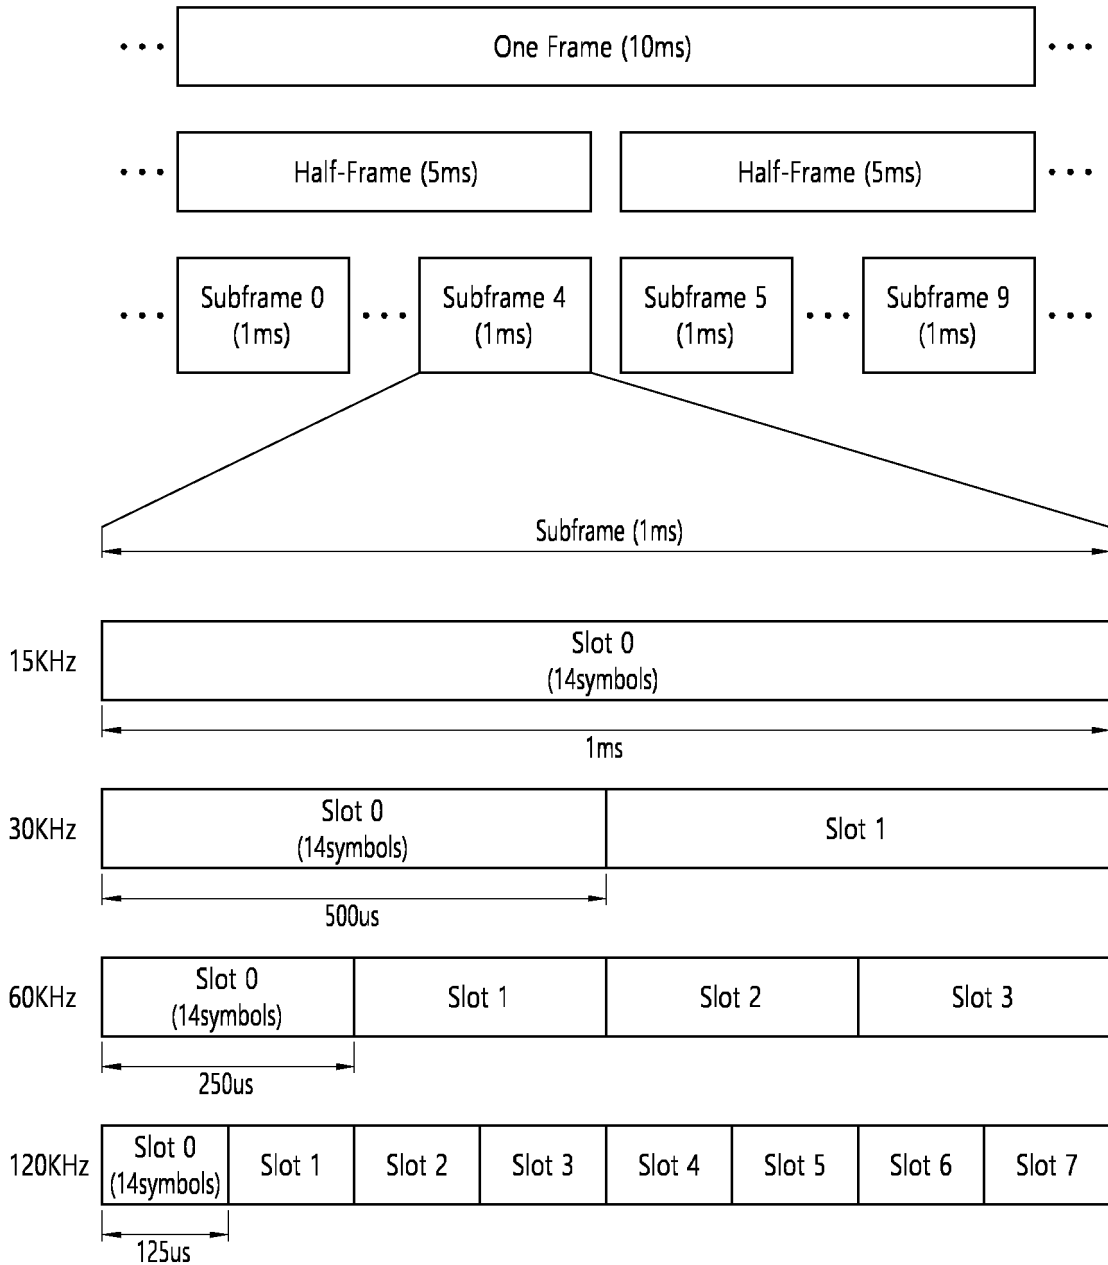 One Frame (10ms)
Half-Frame (5ms) Half-Frame (5ms)
Subframe 0 Subframe 4 Subframe 5 Subframe 9
(1ms) (1ms) (1ms) (1ms)
Subframe (1ms)
15KHz
Slot 0
(14symbols)
1ms
30KHz
Slot 0
(14symbols)
Slot 1
500us
60KHz
Slot 0
(14symbols)
Slot 1
Slot 2
Slot 3
250us
120KHz
Slot 0
(14symbols)
Slot 1
Slot 2
Slot 3
Slot 4
Slot 5
Slot 6
Slot 7
125us